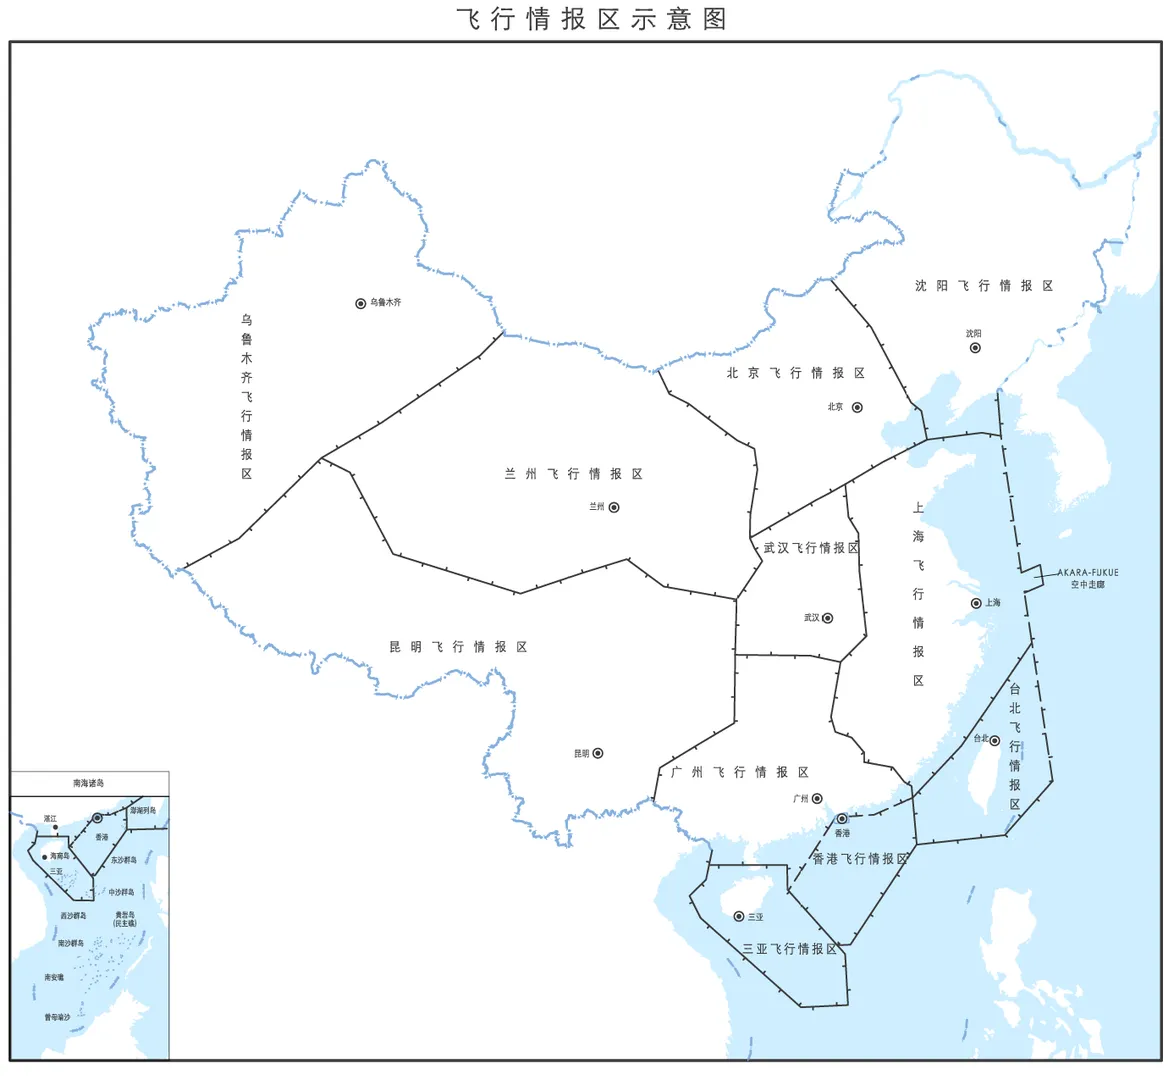 飞行情报区示意图
乌鲁木齐
乌鲁木齐飞行情报区
沈阳飞行情报区
沈阳
北京飞行情报区
北京
兰州飞行情报区
兰州
上海飞行情报区
武汉飞行情报区
AKARA-FUKUE
空中走廊
上海
武汉
昆明飞行情报区
台北飞行情报区
台北
昆明
广州飞行情报区
广州
香港
香港飞行情报区
三亚
三亚飞行情报区
南海诸岛
澎湖列岛
湛江
香港
海南岛
三亚
东沙群岛
中沙群岛
西沙群岛
黄岩岛
(民主礁)
南沙群岛
南安礁
曾母暗沙